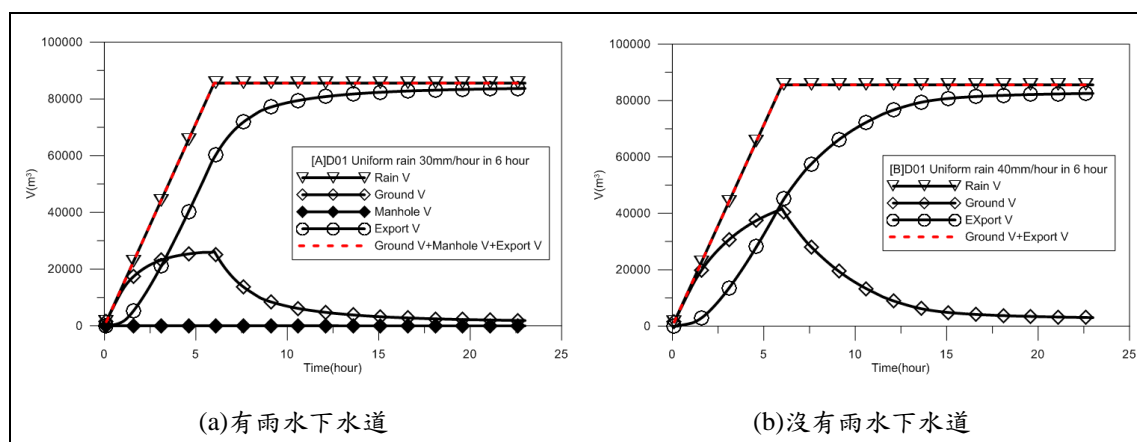 100000
80000
60000
40000
20000
0
V(m³)
0
5
10
15
20
25
Time(hour)
[A]D01 Uniform rain 30mm/hour in 6 hour
Rain V
Ground V
Manhole V
Export V
Ground V+Manhole V+Export V
(a)有雨水下水道
100000
80000
60000
40000
20000
0
V(m³)
0
5
10
15
20
25
Time(hour)
[B]D01 Uniform rain 40mm/hour in 6 hour
Rain V
Ground V
EXport V
Ground V+Export V
(b)沒有雨水下水道